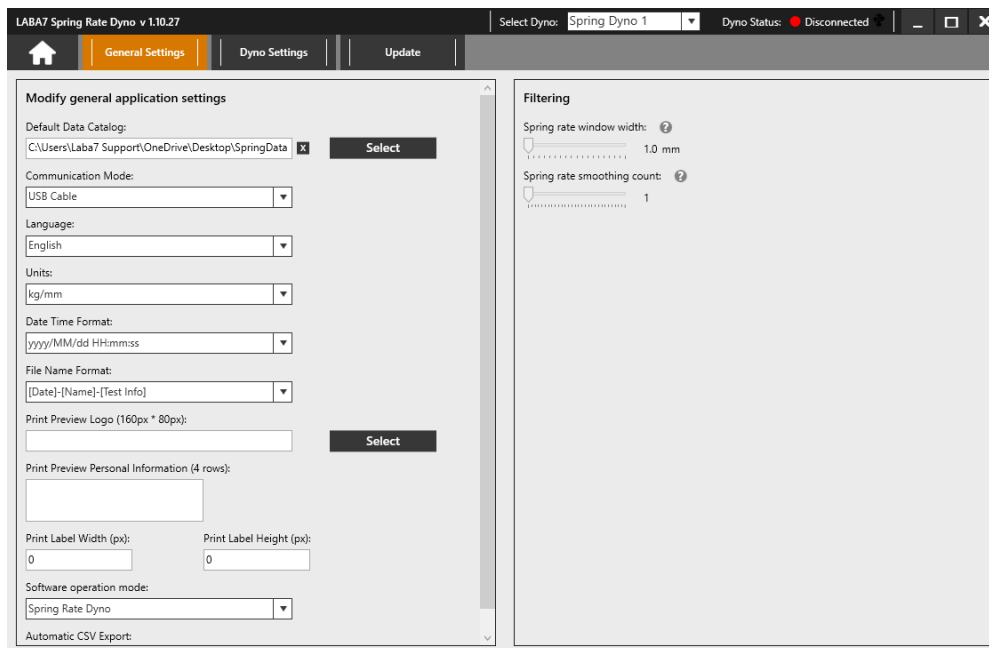 LABA7 Spring Rate Dyno v 1.10.27
Select Dyno: Spring Dyno 1
Dyno Status: Disconnected
General Settings
Dyno Settings
Update
Modify general application settings
Default Data Catalog:
C:\Users\Laba7 Support\OneDrive\Desktop\SpringData
X
Select
Communication Mode:
USB Cable
Language:
English
Units:
kg/mm
Date Time Format:
yyyy/MM/dd HH:mm:ss
File Name Format:
[Date]-[Name]-[Test Info]
Print Preview Logo (160px * 80px):
Select
Print Preview Personal Information (4 rows):
Print Label Width (px): Print Label Height (px):
0 0
Software operation mode:
Spring Rate Dyno
Automatic CSV Export:
Filtering
Spring rate window width: ?
1.0 mm
Spring rate smoothing count: ?
1